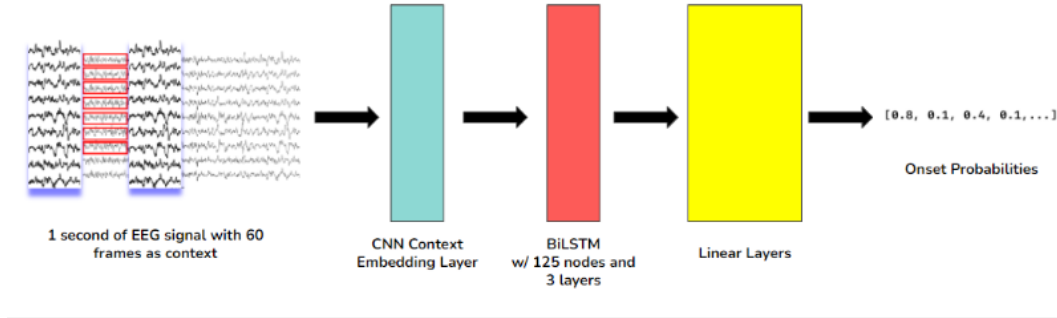 [0.8, 0.1, 0.4, 0.1,...]
Onset Probabilities
1 second of EEG signal with 60
frames as context
CNN Context
Embedding Layer
BiLSTM
w/ 125 nodes and
3 layers
Linear Layers